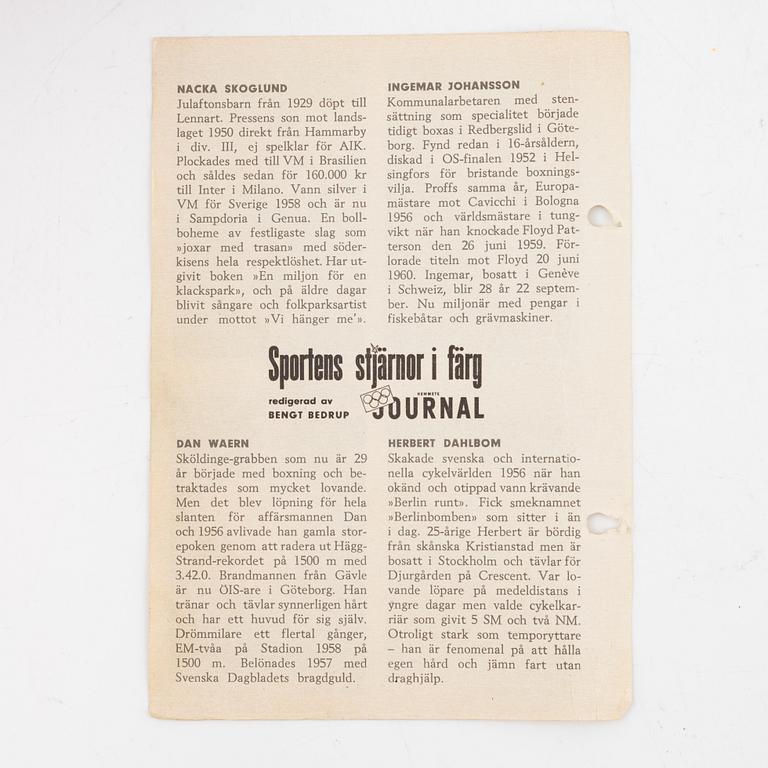 NACKA SKOGLUND
Julaftonsbarn från 1929 döpt till
Lennart. Pressens son mot lands-
laget 1950 direkt från Hammarby
i div. III, ej spelklar för AIK.
Plockades med till VM i Brasilien
och såldes sedan för 160.000 kr
till Inter i Milano. Vann silver i
VM för Sverige 1958 och är nu
i Sampdoria i Genua. En boll-
boheme av festligaste slag som
»joxar med trasan» med söder-
kisens hela respektlöshet. Har ut-
givit boken »En miljon för en
klackspark», och på äldre dagar
blivit sångare och folkparksartist
under mottot »Vi hänger me'».
INGEMAR JOHANSSON
Kommunalarbetaren med sten-
sättning som specialitet började
tidigt boxas i Redbergslid i Göte-
borg. Fynd redan i 16-årsåldern,
diskad i OS-finalen 1952 i Hel-
singfors för bristande boxnings-
vilja. Proffs samma år, Europa-
mästare mot Cavicchi i Bologna
1956 och världsmästare i tung-
vikt när han knockade Floyd Pat-
terson den 26 juni 1959. För-
lorade titeln mot Floyd 20 juni
1960. Ingemar, bosatt i Genève
i Schweiz, blir 28 år 22 septem-
ber. Nu miljonär med pengar i
fiskebåtar och grävmaskiner.
Sportens stjärnor i färg
redigerad av
BENGT BEDRUP
HEMMETS
JOURNAL
DAN WAERN
Sköldinge-grabben som nu är 29
år började med boxning och be-
traktades som mycket lovande.
Men det blev löpning för hela
slanten för affärsmannen Dan
och 1956 avlivade han gamla stor-
epoken genom att radera ut Hägg-
Strand-rekordet på 1500 m med
3.42.0. Brandmannen från Gävle
är nu ÖIS-are i Göteborg. Han
tränar och tävlar synnerligen hårt
och har ett huvud för sig själv.
Drömmilare ett flertal gånger,
EM-tvåa på Stadion 1958 på
1500 m. Belönades 1957 med
Svenska Dagbladets bragdguld.
HERBERT DAHLBOM
Skakade svenska och internatio-
nella cykelvärlden 1956 när han
okänd och otippad vann krävande
»Berlin runt». Fick smeknamnet
»Berlinbomben» som sitter i än
i dag. 25-årige Herbert är bördig
från skånska Kristianstad men är
bosatt i Stockholm och tävlar för
Djurgården på Crescent. Var lo-
vande löpare på medeldistans i
yngre dagar men valde cykelkar-
riär som givit 5 SM och två NM.
Otroligt stark som temporyttare
– han är fenomenal på att hålla
egen hård och jämn fart utan
draghjälp.